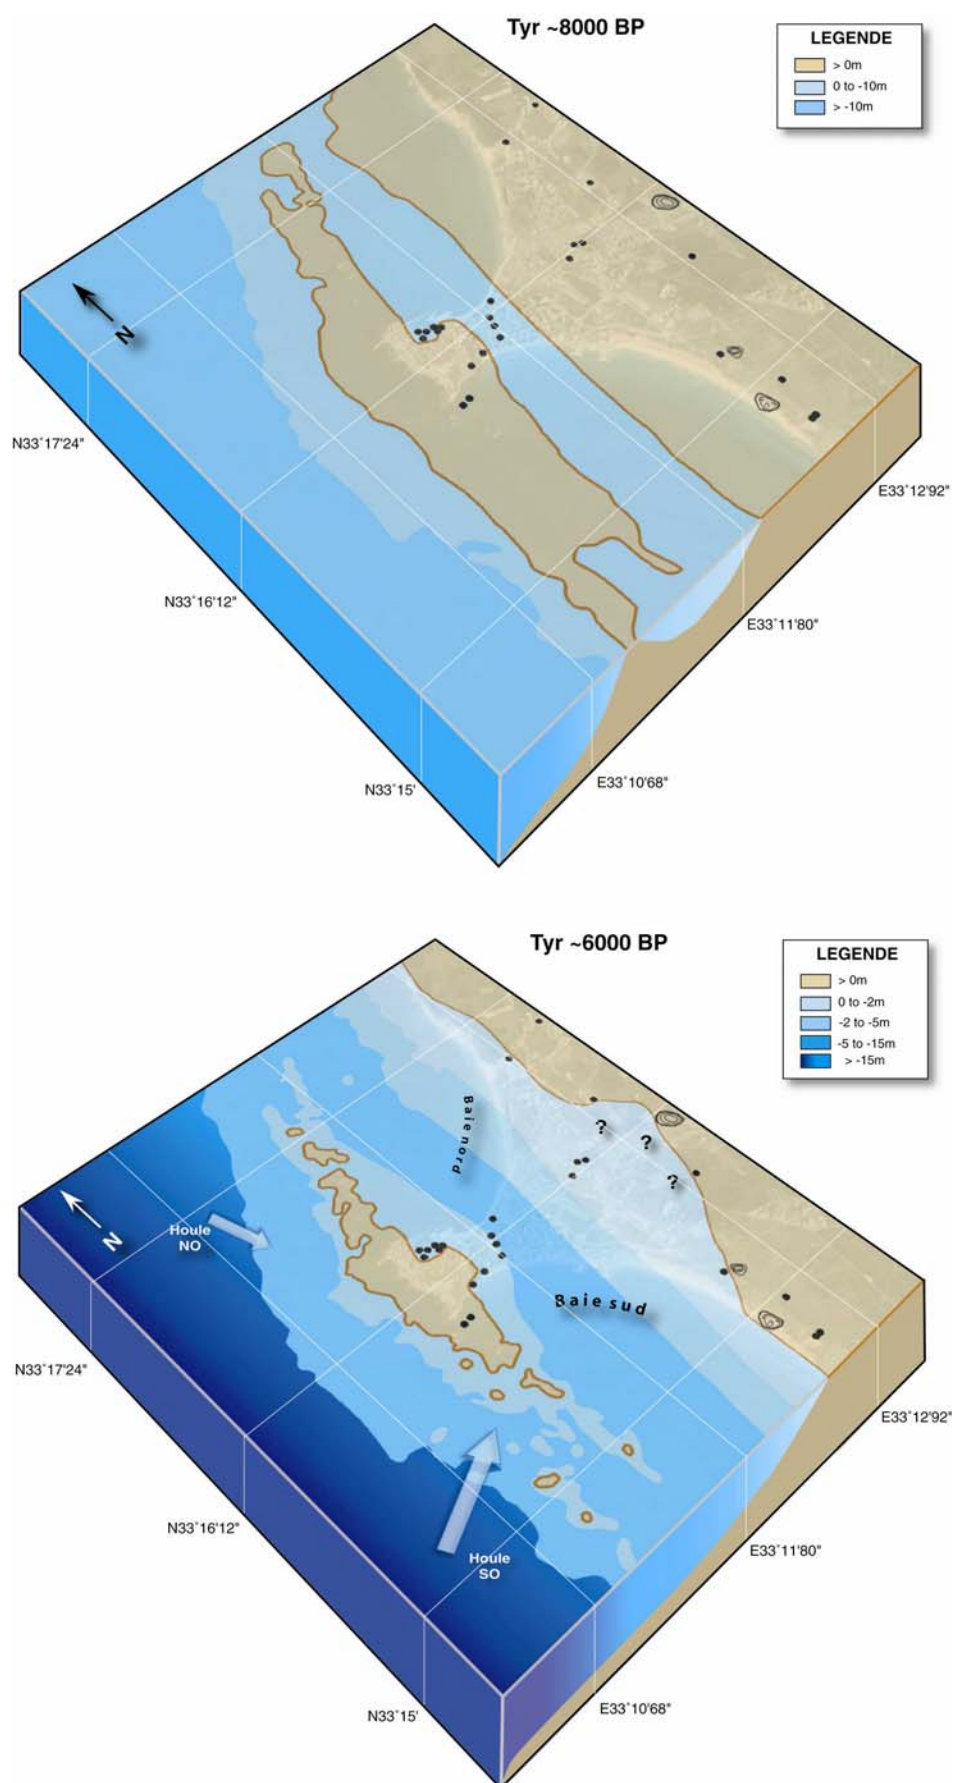 Tyr ~8000 BP
LEGENDE
> 0m
0 to -10m
> -10m
N
N33˚17'24"
N33˚16'12"
N33˚15'
E33˚10'68"
E33˚11'80"
E33˚12'92"
Tyr ~6000 BP
LEGENDE
> 0m
0 to -2m
-2 to -5m
-5 to -15m
> -15m
Baie nord
?
?
?
N
Houle
NO
Baie sud
Houle
SO
N33˚17'24"
N33˚16'12"
N33˚15'
E33˚10'68"
E33˚11'80"
E33˚12'92"